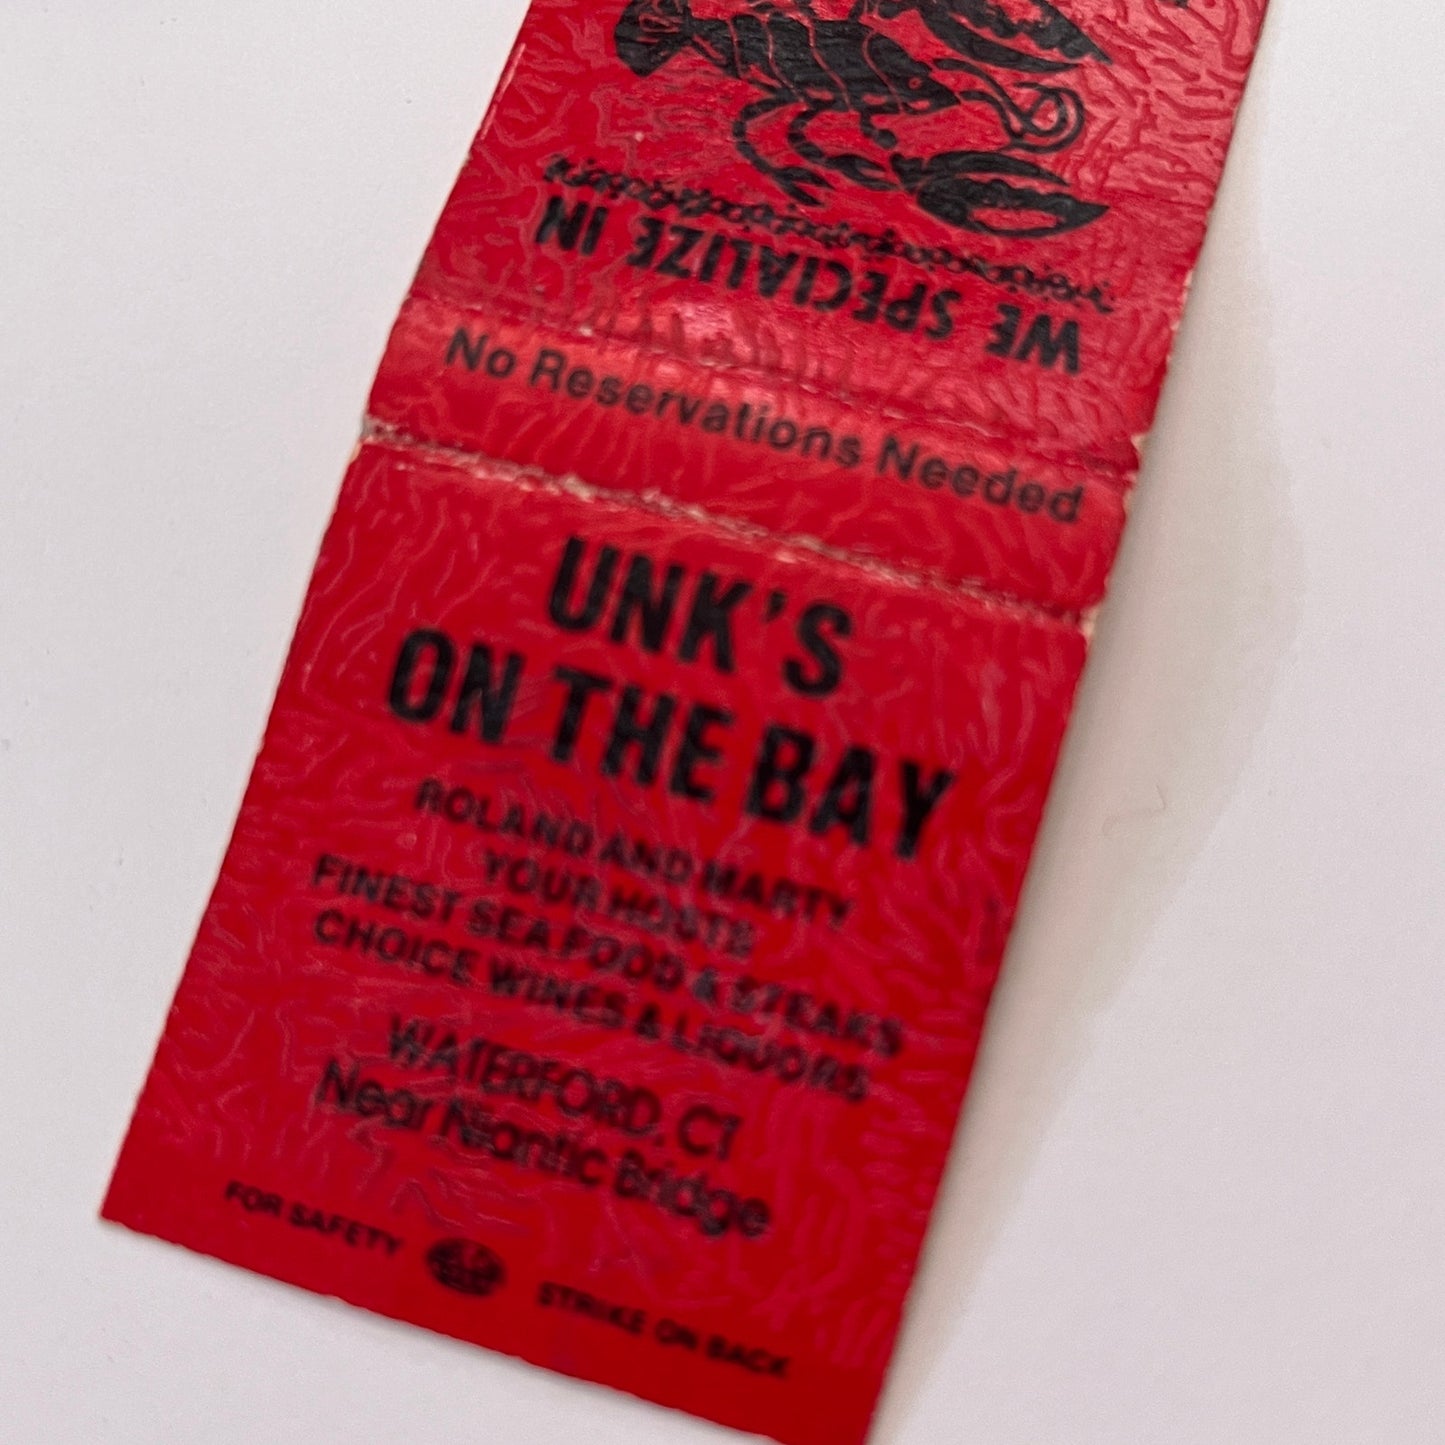 WE SPECIALIZE IN
No Reservations Needed
UNK'S
ON THE BAY
ROLAND AND MARTY
YOUR HOSTS
FINEST SEA FOOD & STEAKS
CHOICE WINES & LIQUORS
WATERFORD, CT
Near Niantic Bridge
FOR SAFETY
STRIKE ON BACK